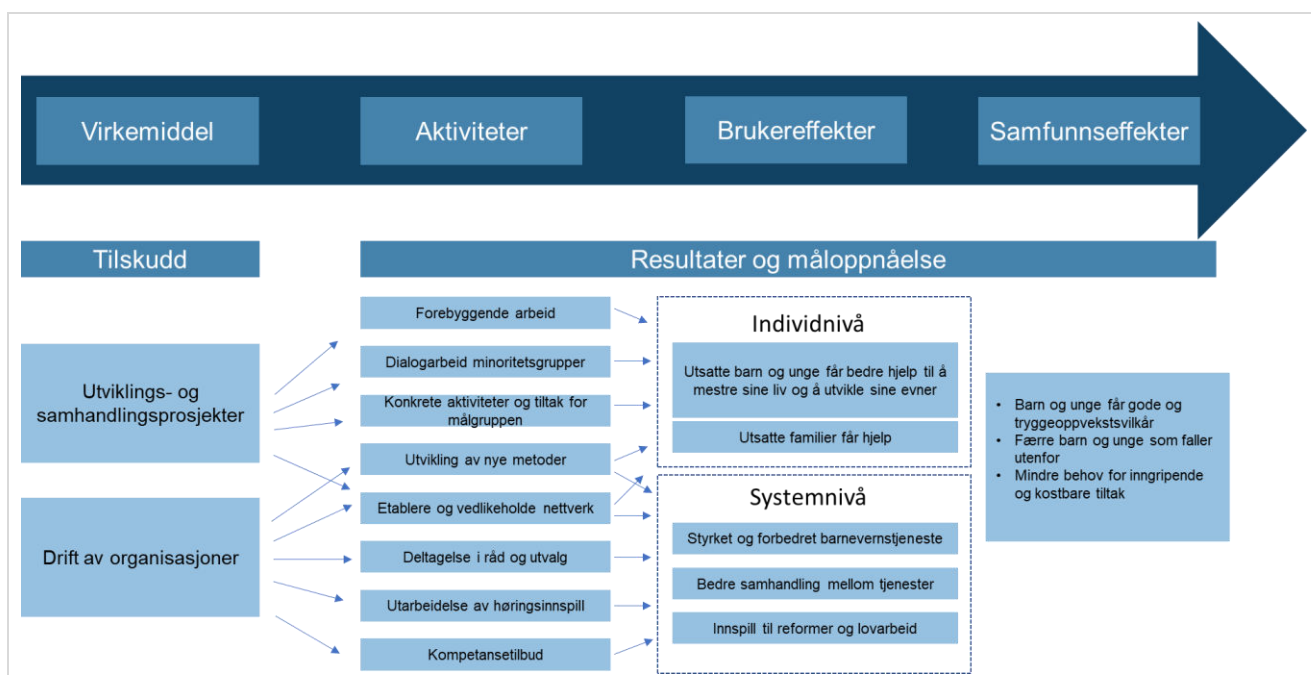 Virkemiddel
Aktiviteter
Brukereffekter
Samfunnseffekter
Tilskudd
Resultater og måloppnåelse
Utviklings- og
samhandlingsprosjekter
Drift av organisasjoner
Forebyggende arbeid
Dialogarbeid minoritetsgrupper
Konkrete aktiviteter og tiltak for
målgruppen
Utvikling av nye metoder
Etablere og vedlikeholde nettverk
Deltagelse i råd og utvalg
Utarbeidelse av høringsinnspill
Kompetansetilbud
Individnivå
Utsatte barn og unge får bedre hjelp til å
mestre sine liv og å utvikle sine evner
Utsatte familier får hjelp
Systemnivå
Styrket og forbedret barnevernstjeneste
Bedre samhandling mellom tjenester
Innspill til reformer og lovarbeid
• Barn og unge får gode og
tryggeoppvekstsvilkår
• Færre barn og unge som faller
utenfor
• Mindre behov for inngripende
og kostbare tiltak